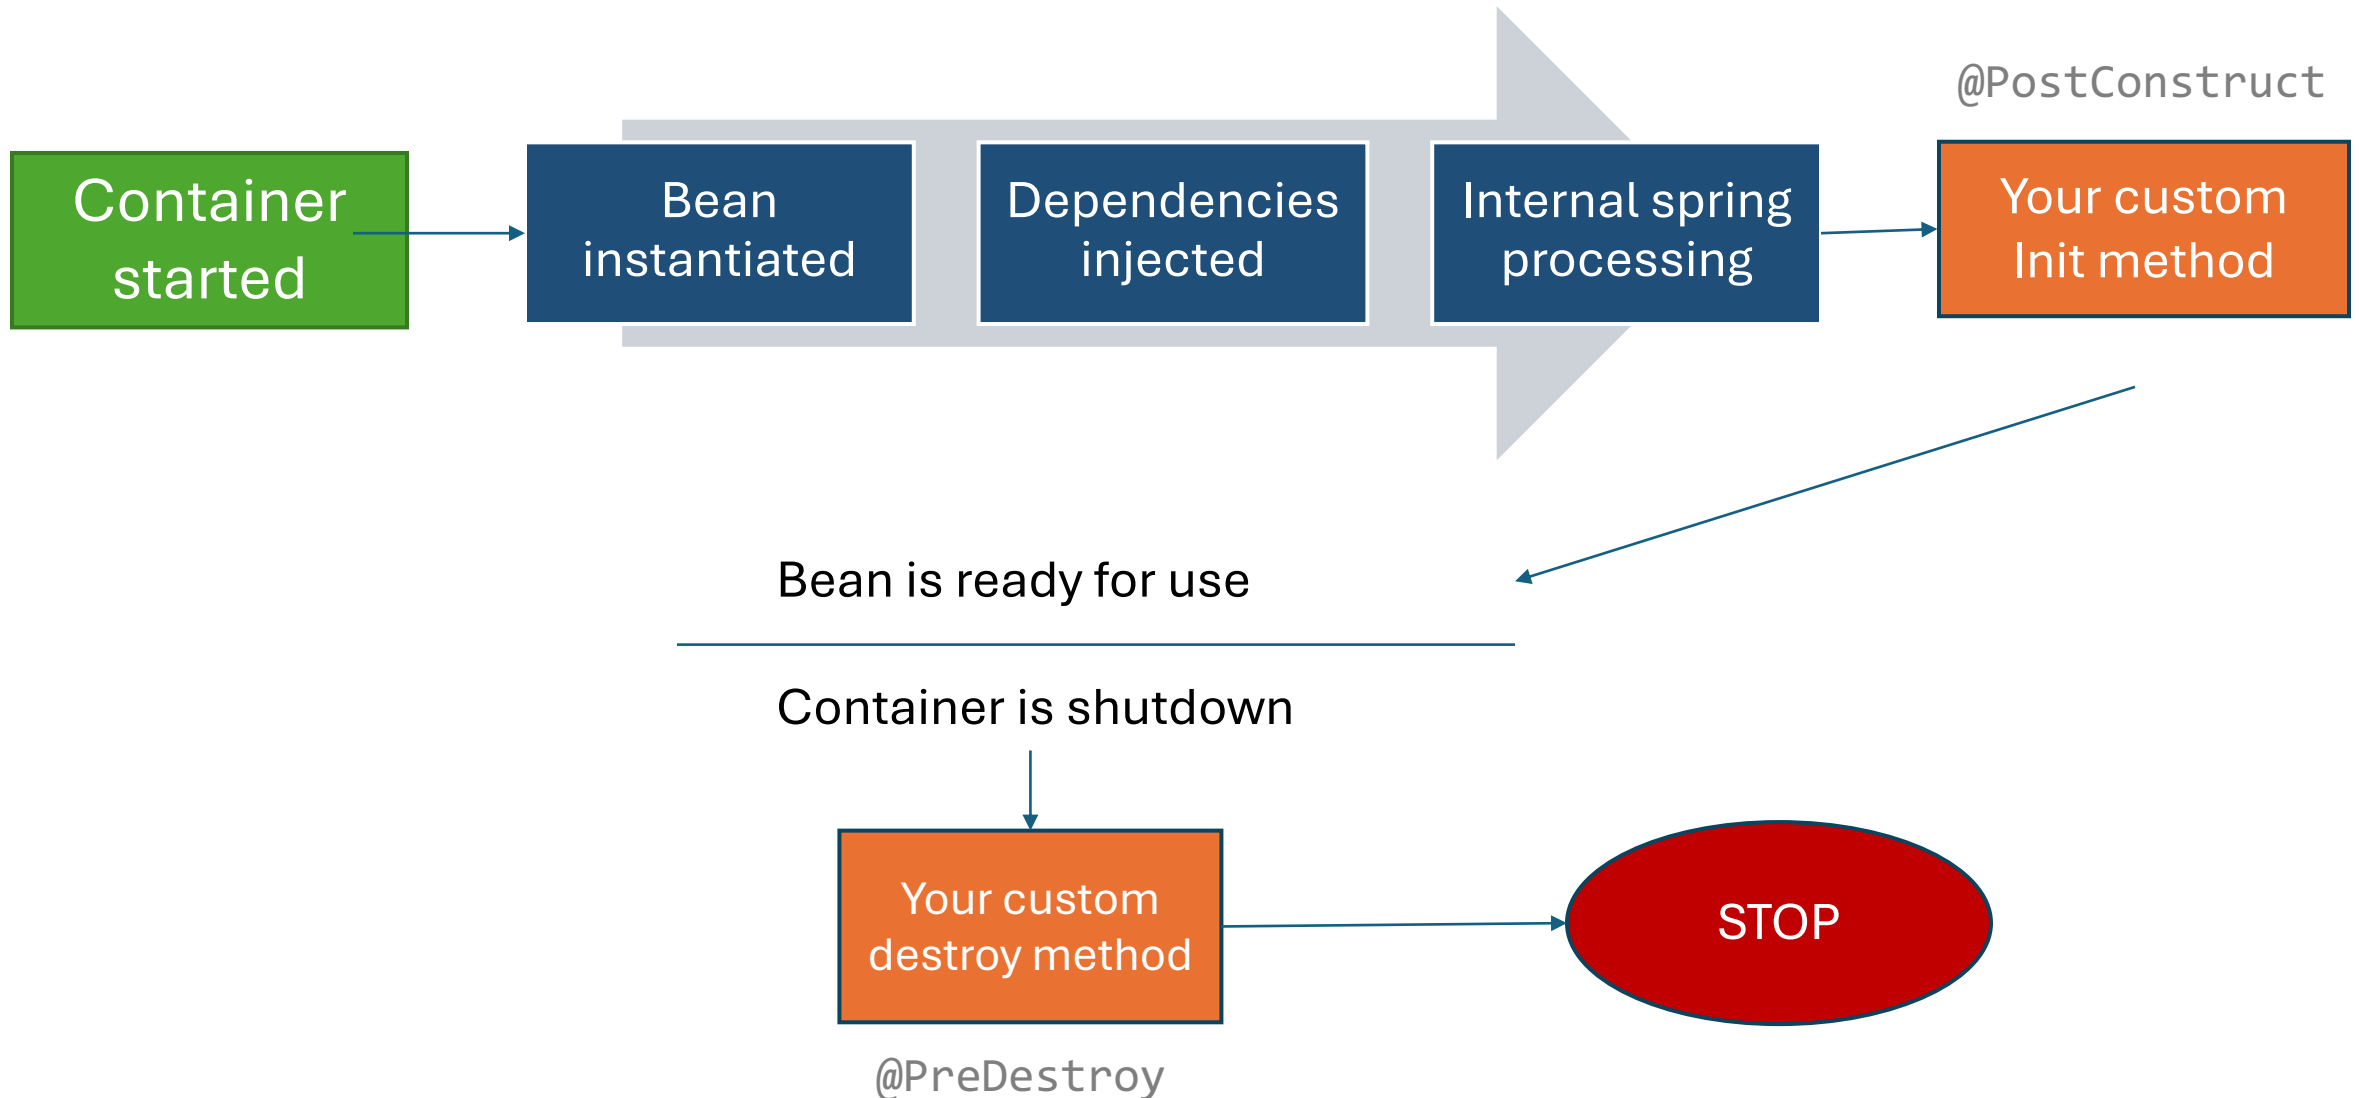 @PostConstruct
Container
started
Bean
instantiated
Dependencies
injected
Internal spring
processing
Your custom
Init method
Bean is ready for use
Container is shutdown
Your custom
destroy method
STOP
@PreDestroy